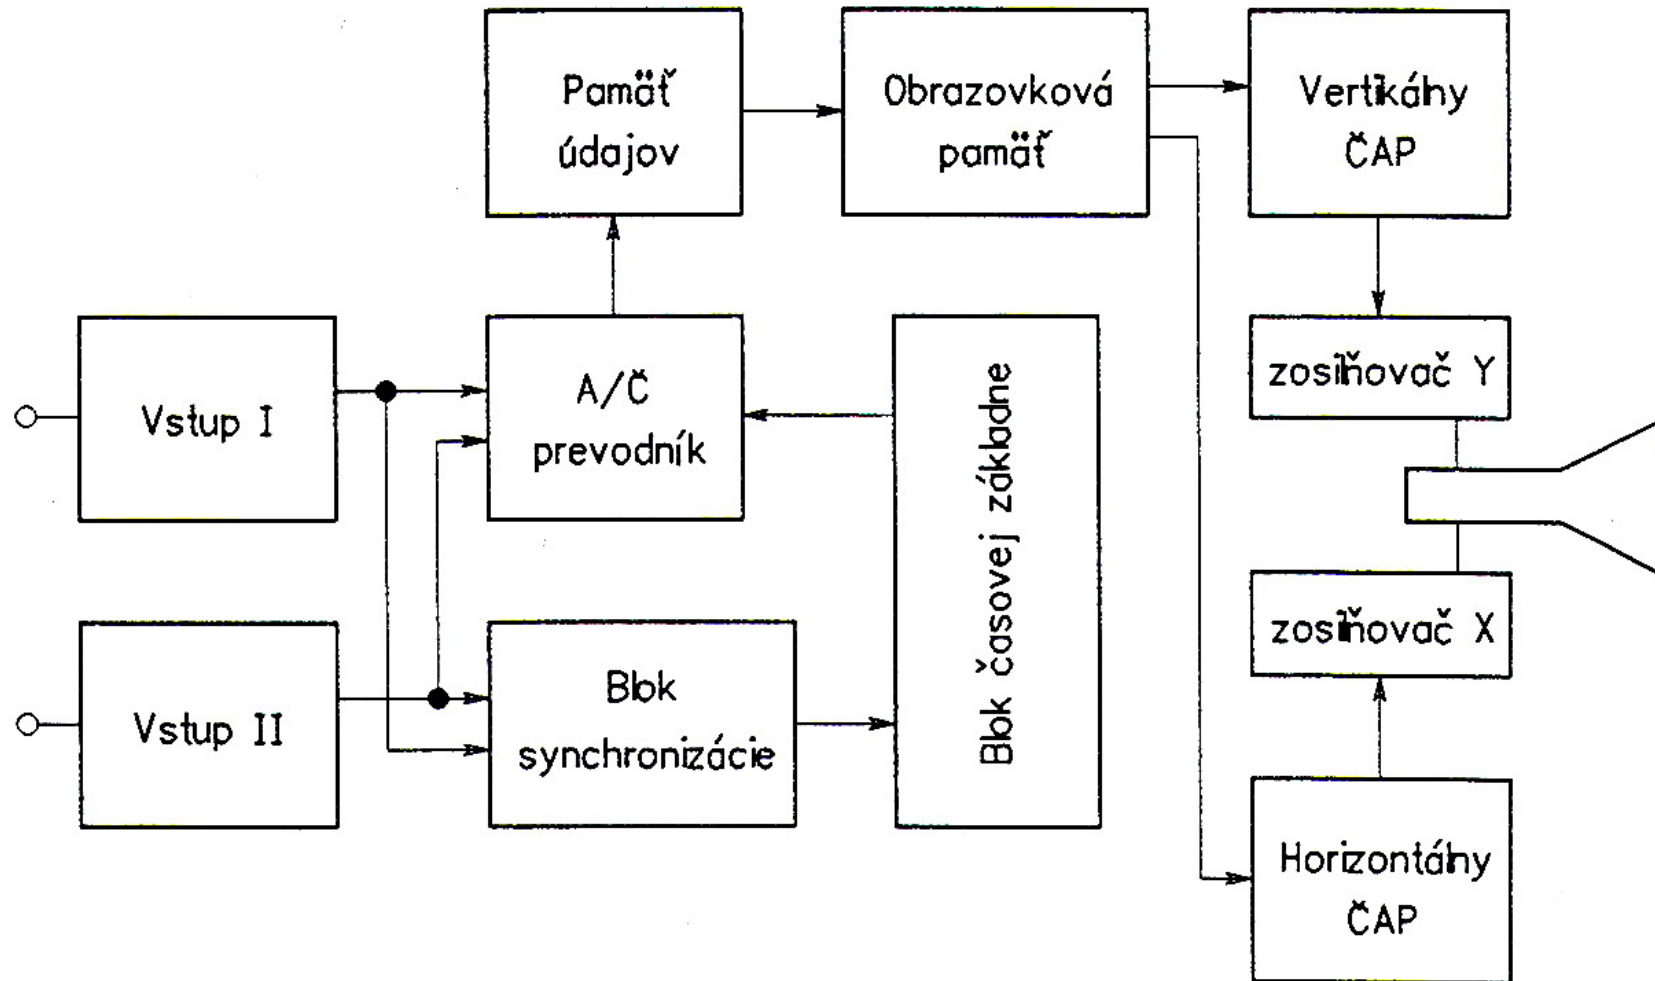 Pamäť
údajov
Obrazovková
pamäť
Vertikálny
ČAP
Vstup I
A/Č
prevodník
Blok časovej základne
zosilňovač Y
Vstup II
Blok
synchronizácie
zosilňovač X
Horizontálny
ČAP